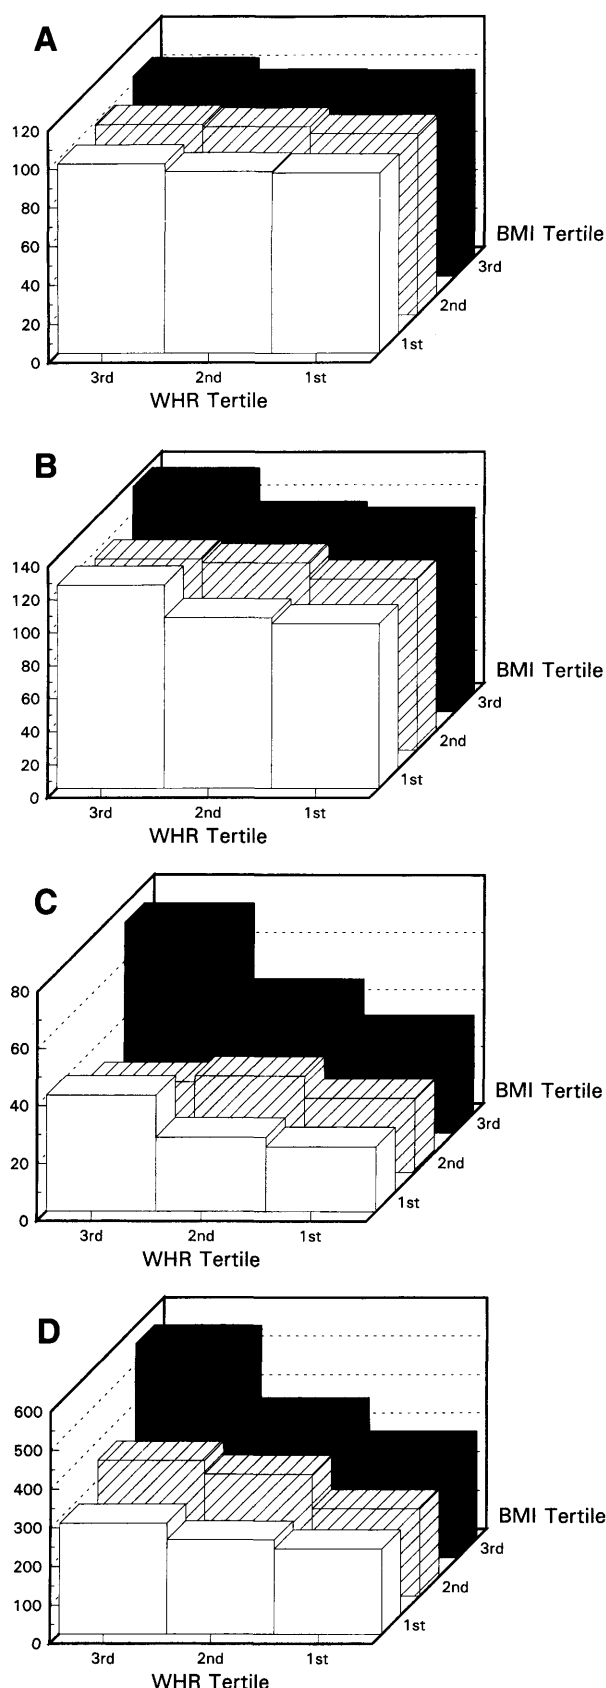 A
120
100
80
60
40
20
0
3rd 2nd 1st
WHR Tertile
1st
2nd
3rd
BMI Tertile
B
140
120
100
80
60
40
20
0
3rd 2nd 1st
WHR Tertile
1st
2nd
3rd
BMI Tertile
C
80
60
40
20
0
3rd 2nd 1st
WHR Tertile
1st
2nd
3rd
BMI Tertile
D
600
500
400
300
200
100
0
3rd 2nd 1st
WHR Tertile
1st
2nd
3rd
BMI Tertile